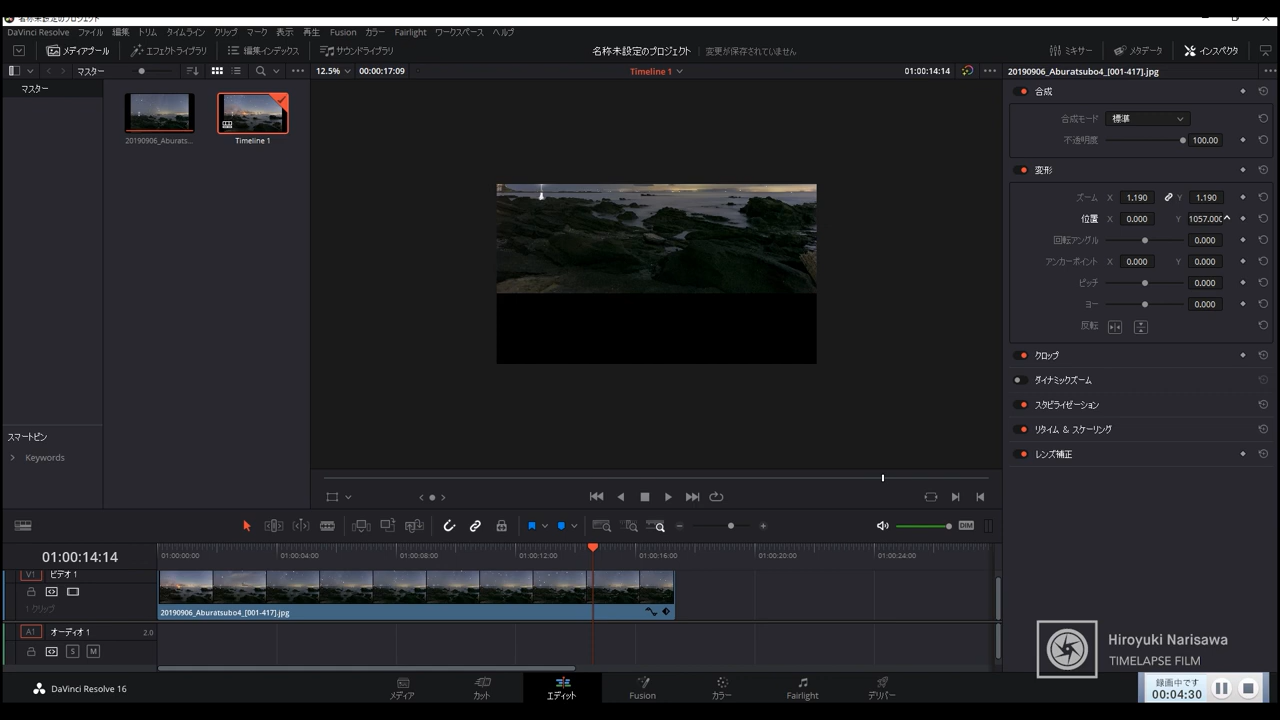 名称未設定のプロジェクト
DaVinci Resolve ファイル 編集 トリム タイムライン クリップ マーク 表示 再生 Fusion カラー Fairlight ワークスペース ヘルプ
メディアプール エフェクトライブラリ 編集インデックス サウンドライブラリ 名称未設定のプロジェクト 変更が保存されていません ミキサー メタデータ インスペクタ
マスター 12.5% 00:00:17:09 Timeline 1 01:00:14:14 20190906_Aburatsubo4_[001-417].jpg
マスター
20190906_Aburats... Timeline 1
合成
合成モード 標準
不透明度 100.00
変形
ズーム X 1.190 Y 1.190
位置 X 0.000 Y 1057.000
回転アングル 0.000
アンカーポイント X 0.000 Y 0.000
ピッチ 0.000
ヨー 0.000
反転
クロップ
ダイナミックズーム
スタビライゼーション
リタイム & スケーリング
レンズ補正
スマートビン
Keywords
DIM
01:00:14:14 01:00:00:00 01:00:04:00 01:00:08:00 01:00:12:00 01:00:16:00 01:00:20:00 01:00:24:00
V1 ビデオ 1
1 クリップ
20190906_Aburatsubo4_[001-417].jpg
A1 オーディオ 1 2.0
S M
Hiroyuki Narisawa
TIMELAPSE FILM
DaVinci Resolve 16 メディア カット エディット Fusion カラー Fairlight デリバー
録画中です
00:04:30